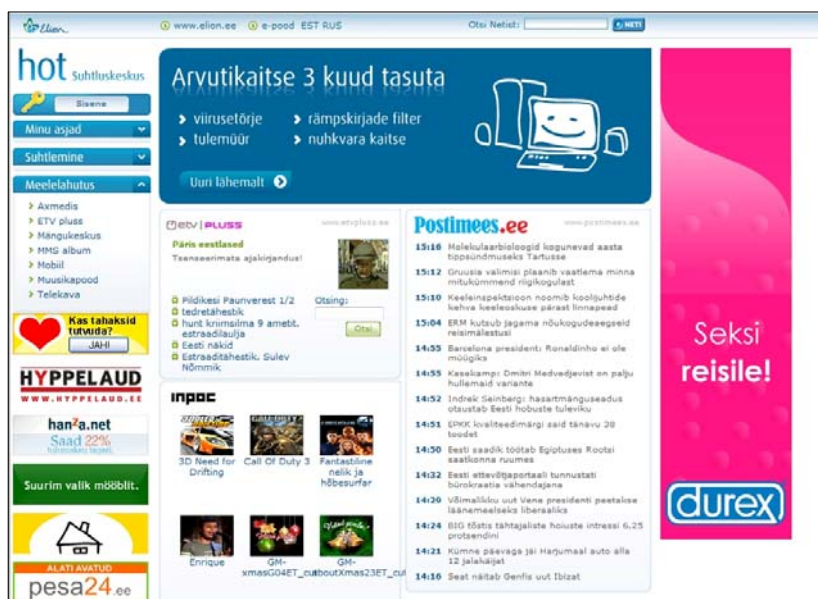 Elion
www.elion.ee e-pood EST RUS
Otsi Netist:
NETI
hot Suhtluskeskus
Sisene
Minu asjad
Suhtlemine
Meelelahutus
Axmedis
ETV pluss
Mängukeskus
MMS album
Mobiil
Muusikapood
Telekava
Kas tahaksid
tutvuda?
JAH!
HYPPELAUD
WWW.HYPPELAUD.EE
hanza.net
Saad 22%
Suurim valik mööblit.
ALATI AVATUD
pesa24.ee
Arvutikaitse 3 kuud tasuta
viirusetõrje
rämpskirjade filter
tulemüür
nuhkvara kaitse
Uuri lähemalt
etv PLUSS
www.etvpluss.ee
Päris eestlased
Tsenseerimata ajakirjandus!
Pildikesi Paunverest 1/2
tedretähestik
hunt kriimsilma 9 ametit.
estraadilaulja
Eesti näkid
Estraaditähestik. Sulev
Nõmmik
Otsing:
Otsi
inpoc
3D Need for
Drifting
Call Of Duty 3
Fantastiline
nelik ja
hõbesurfar
Enrique
GM-
xmasG04ET_cut
GM-
aboutXmas23ET_cut
Postimees.ee
www.postimees.ee
15:16 Molekulaarbioloogid kogunevad aasta
tippsündmuseks Tartusse
15:12 Gruusia valimisi plaanib vaatlema minna
mitukümmend riigikogulast
15:10 Keeleinspektsioon noomib koolijuhtide
kehva keeleoskuse pärast linnapead
15:04 ERM kutsub jagama nõukogudeaegseid
reisimälestusi
14:55 Barcelona president: Ronaldinho ei ole
müügiks
14:55 Kasekamp: Dmitri Medvedjevist on palju
hullemaid variante
14:52 Indrek Seinberg: hasartmänguseadus
otsustab Eesti hobuste tuleviku
14:51 EPKK kvaliteedimärgi said tänavu 20
toodet
14:50 Eesti saadik töötab Egiptuses Rootsi
saatkonna ruumes
14:32 Eesti ettevõtjaportaali tunnustati
bürokraatia vähendajana
14:20 Võimalikku uut Vene presidenti peetakse
läänemeelseks liberaaliks
14:24 BIG tõstis tähtajaliste hoiuste intressi 6,25
protsendini
14:21 Kümne päevaga jäi Harjumaal auto alla
12 jalakäijat
14:16 Seat näitab Genfis uut Ibizat
Seksi
reisile!
durex